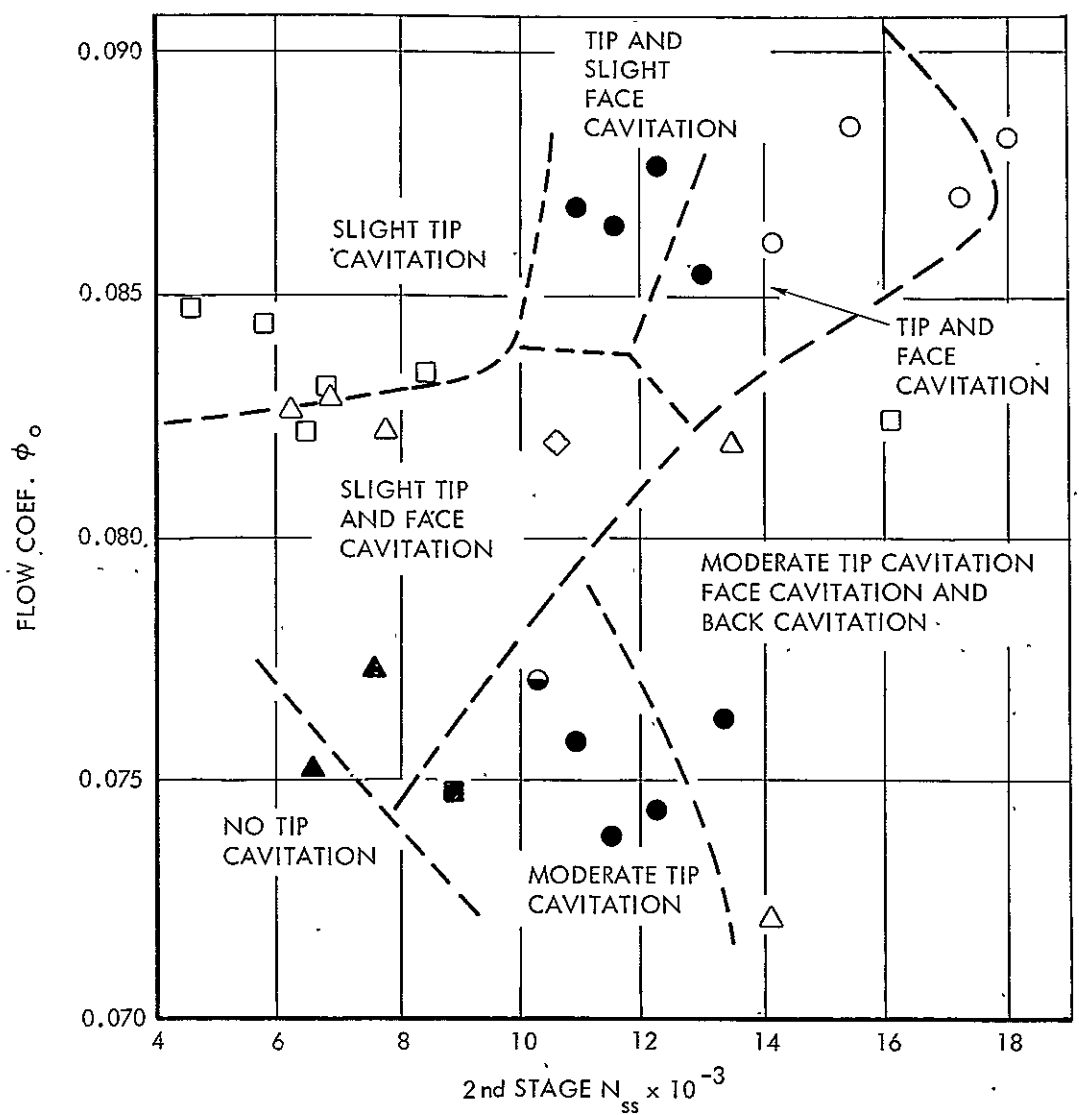 TIP AND
SLIGHT
FACE
CAVITATION
0.090
SLIGHT TIP
CAVITATION
0.085
TIP AND
FACE
CAVITATION
FLOW COEF. ϕo
SLIGHT TIP
AND FACE
CAVITATION
0.080
MODERATE TIP CAVITATION
FACE CAVITATION AND
BACK CAVITATION
0.075
NO TIP
CAVITATION
MODERATE TIP
CAVITATION
0.070
4 6 8 10 12 14 16 18
2nd STAGE Nss x 10-3